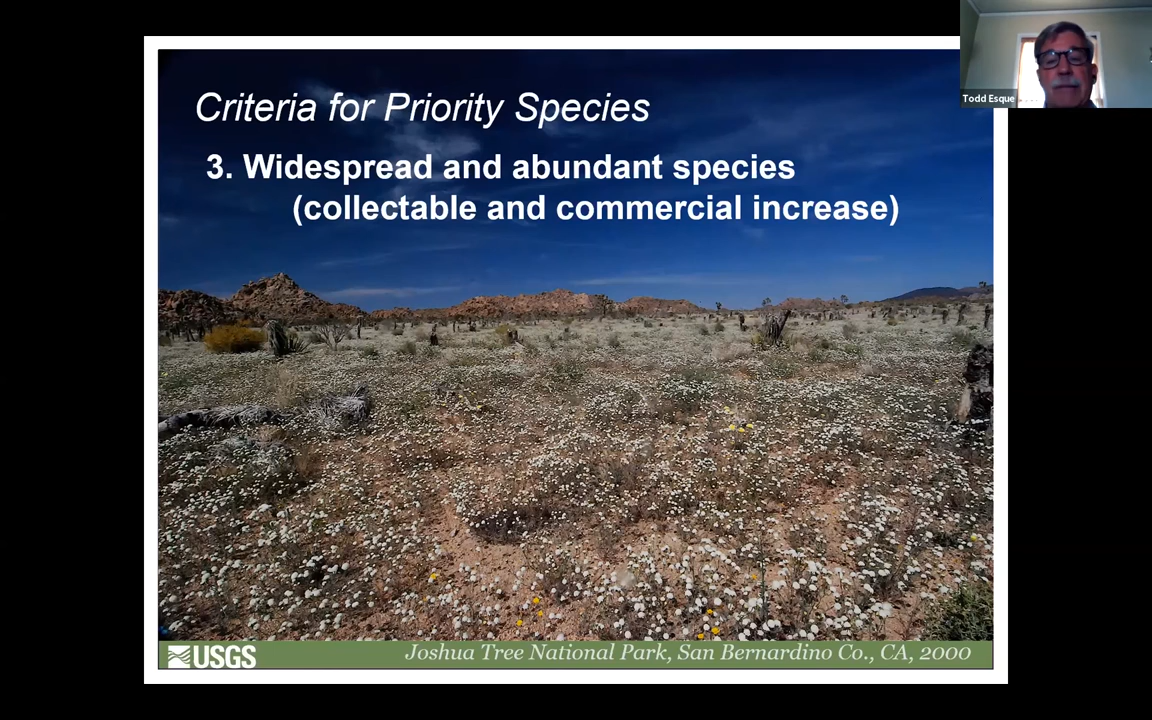 Criteria for Priority Species
3. Widespread and abundant species
(collectable and commercial increase)
Todd Esque
USGS
Joshua Tree National Park, San Bernardino Co., CA, 2000